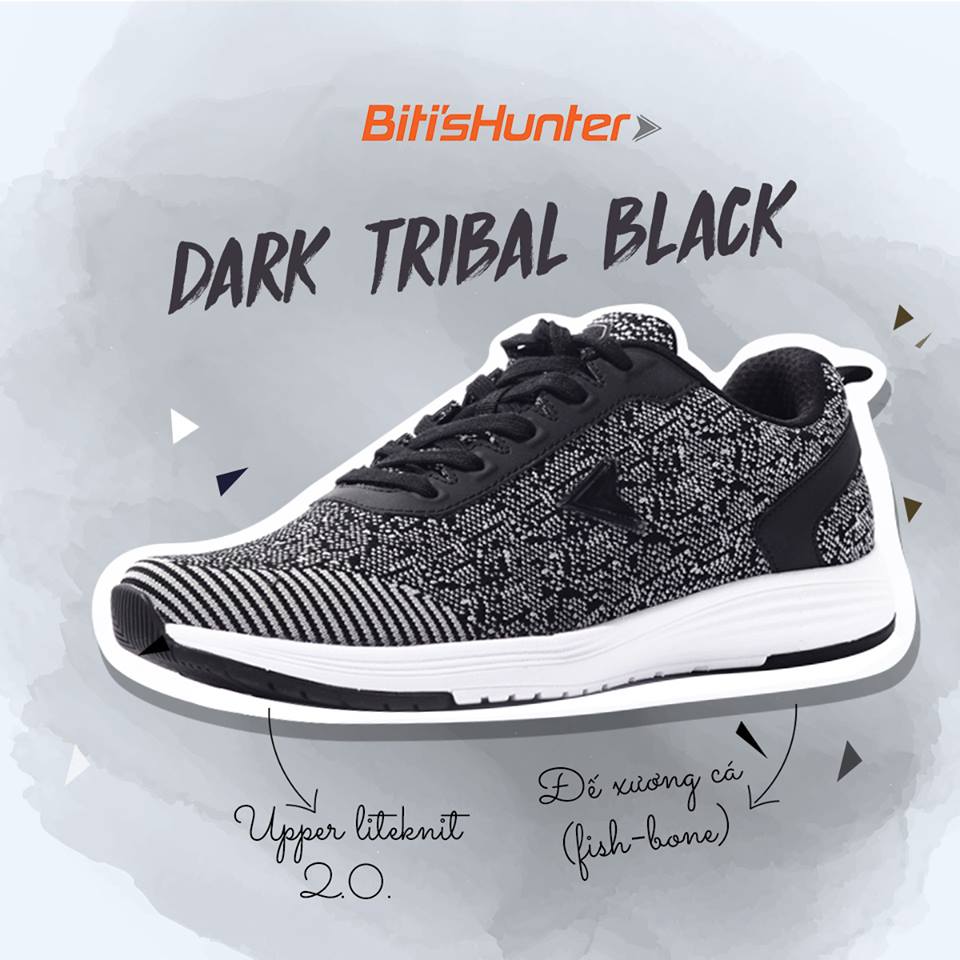 Biti'sHunter
DARK TRIBAL BLACK
Upper liteknit
2.0.
Đế xương cá
(fish-bone)